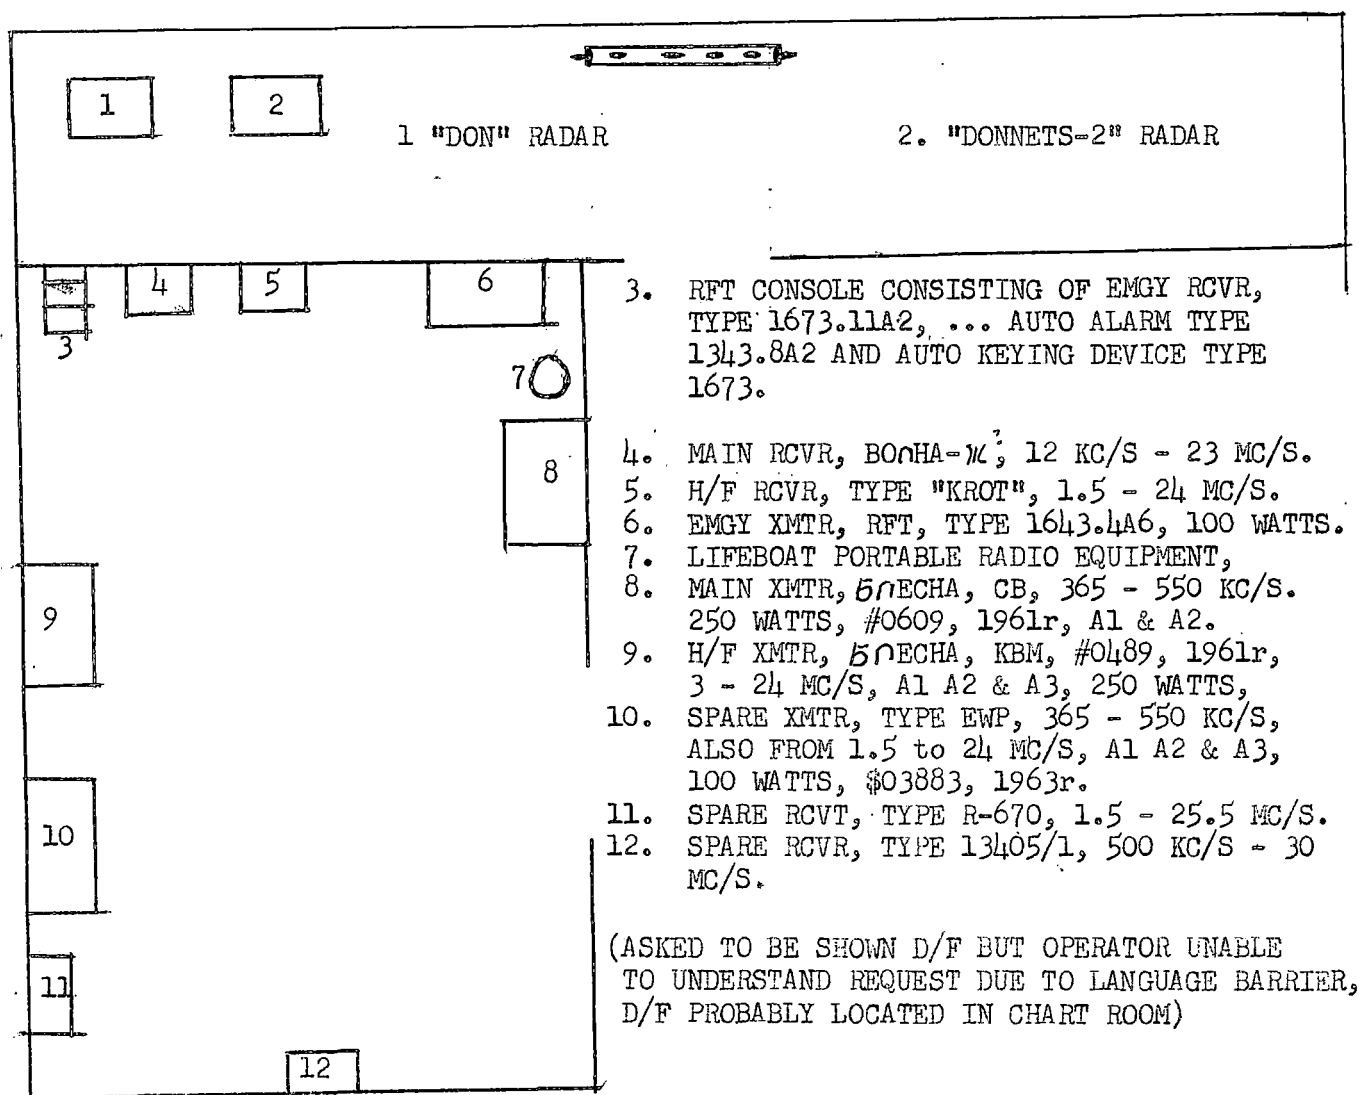 1 2
1 "DON" RADAR 2. "DONNETS-2" RADAR
3 4 5 6
7
8
9
10
11
12
3. RFT CONSOLE CONSISTING OF EMGY RCVR,
TYPE 1673.11A2, ... AUTO ALARM TYPE
1343.8A2 AND AUTO KEYING DEVICE TYPE
1673.
4. MAIN RCVR, ВОЛНА-Ж, 12 KC/S - 23 MC/S.
5. H/F RCVR, TYPE "KROT", 1.5 - 24 MC/S.
6. EMGY XMTR, RFT, TYPE 1643.4A6, 100 WATTS.
7. LIFEBOAT PORTABLE RADIO EQUIPMENT,
8. MAIN XMTR, БЛЕСНА, CB, 365 - 550 KC/S.
250 WATTS, #0609, 1961r, A1 & A2.
9. H/F XMTR, БЛЕСНА, KBM, #0489, 1961r,
3 - 24 MC/S, A1 A2 & A3, 250 WATTS,
10. SPARE XMTR, TYPE EWP, 365 - 550 KC/S,
ALSO FROM 1.5 to 24 MC/S, A1 A2 & A3,
100 WATTS, $03883, 1963r.
11. SPARE RCVT, TYPE R-670, 1.5 - 25.5 MC/S.
12. SPARE RCVR, TYPE 13405/1, 500 KC/S - 30
MC/S.
(ASKED TO BE SHOWN D/F BUT OPERATOR UNABLE
TO UNDERSTAND REQUEST DUE TO LANGUAGE BARRIER,
D/F PROBABLY LOCATED IN CHART ROOM)